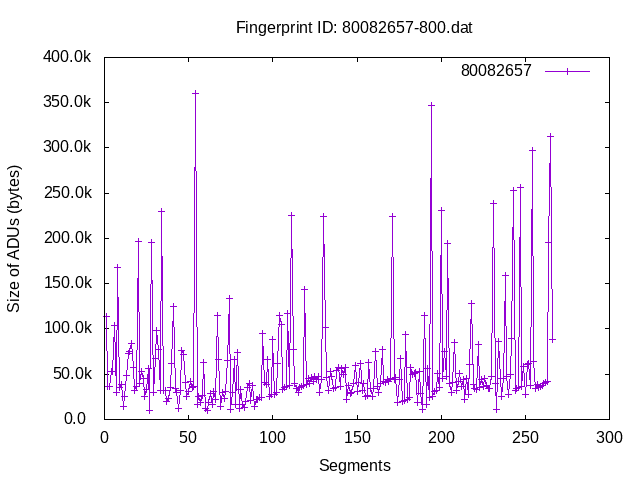 Fingerprint ID: 80082657-800.dat
400.0k
350.0k
300.0k
250.0k
200.0k
150.0k
100.0k
50.0k
0.0
80082657
Size of ADUs (bytes)
0 50 100 150 200 250 300
Segments